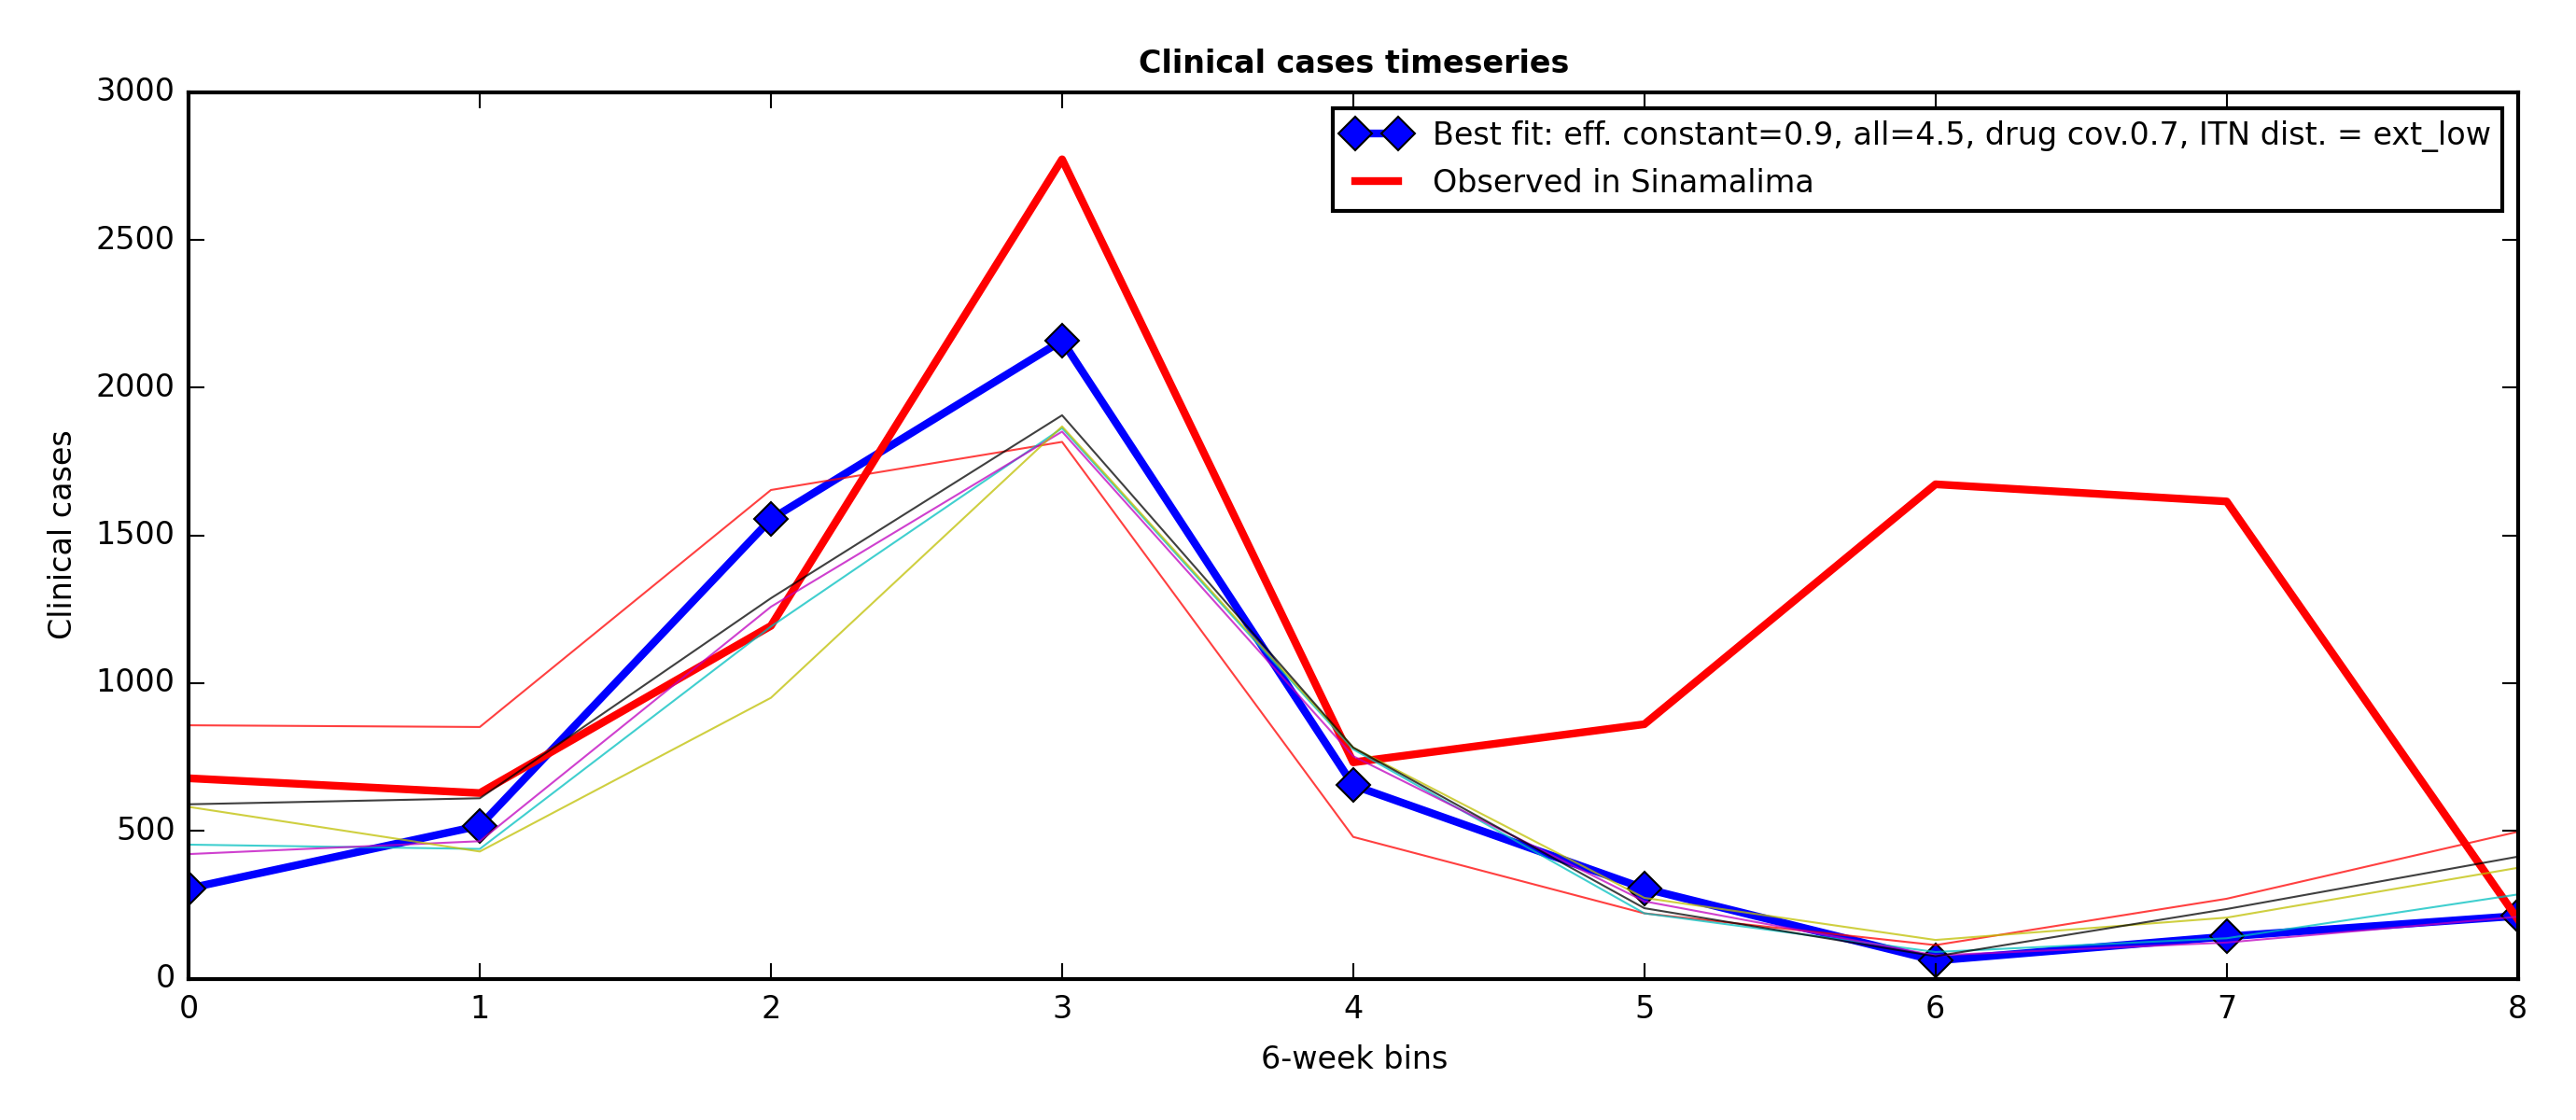 Clinical cases timeseries
3000
2500
2000
1500
1000
500
0
Clinical cases
Best fit: eff. constant=0.9, all=4.5, drug cov.0.7, ITN dist. = ext_low
Observed in Sinamalima
0 1 2 3 4 5 6 7 8
6-week bins